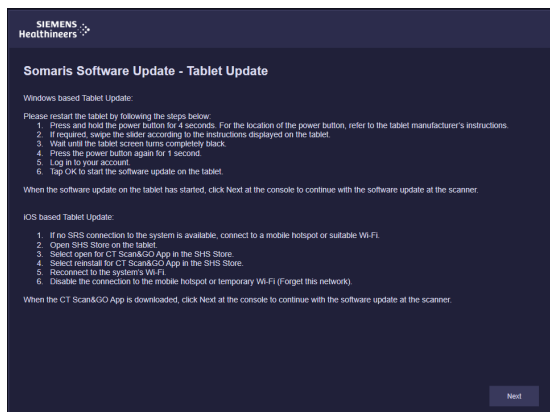 SIEMENS
Healthineers
Somaris Software Update - Tablet Update
Windows based Tablet Update:
Please restart the tablet by following the steps below:
1. Press and hold the power button for 4 seconds. For the location of the power button, refer to the tablet manufacturer's instructions.
2. If required, swipe the slider according to the instructions displayed on the tablet.
3. Wait until the tablet screen turns completely black.
4. Press the power button again for 1 second.
5. Log in to your account.
6. Tap OK to start the software update on the tablet.
When the software update on the tablet has started, click Next at the console to continue with the software update at the scanner.
iOS based Tablet Update:
1. If no SRS connection to the system is available, connect to a mobile hotspot or suitable Wi-Fi.
2. Open SHS Store on the tablet.
3. Select open for CT Scan&GO App in the SHS Store.
4. Select reinstall for CT Scan&GO App in the SHS Store.
5. Reconnect to the system's Wi-Fi.
6. Disable the connection to the mobile hotspot or temporary Wi-Fi (Forget this network).
When the CT Scan&GO App is downloaded, click Next at the console to continue with the software update at the scanner.
Next